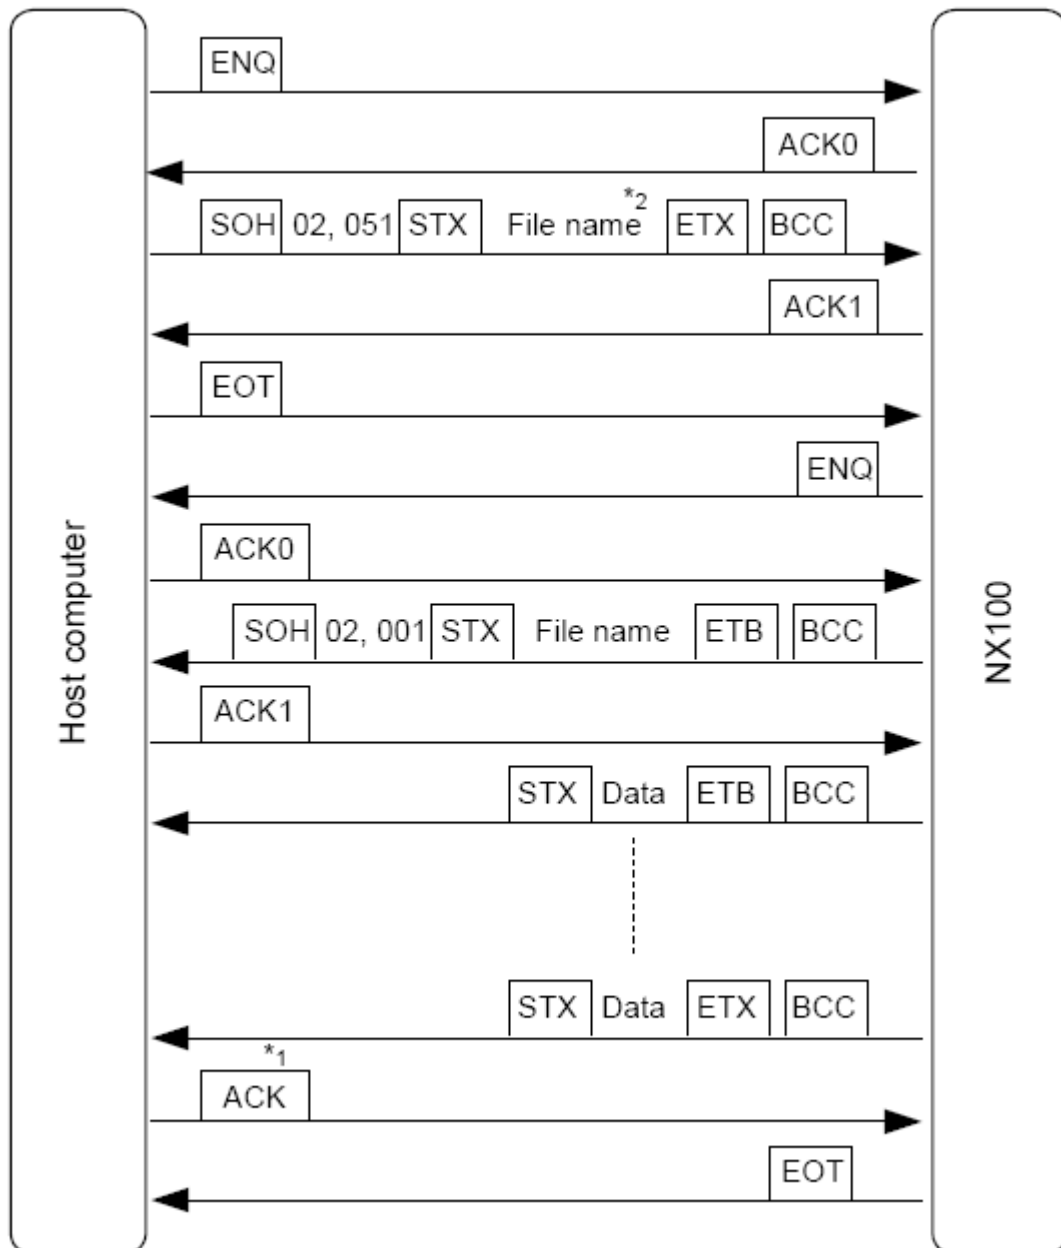 ENQ
ACK0
SOH 02, 051 STX File name *2 ETX BCC
ACK1
EOT
ENQ
ACK0
SOH 02, 001 STX File name ETB BCC
ACK1
STX Data ETB BCC
STX Data ETX BCC
*1
ACK
EOT
Host computer
NX100